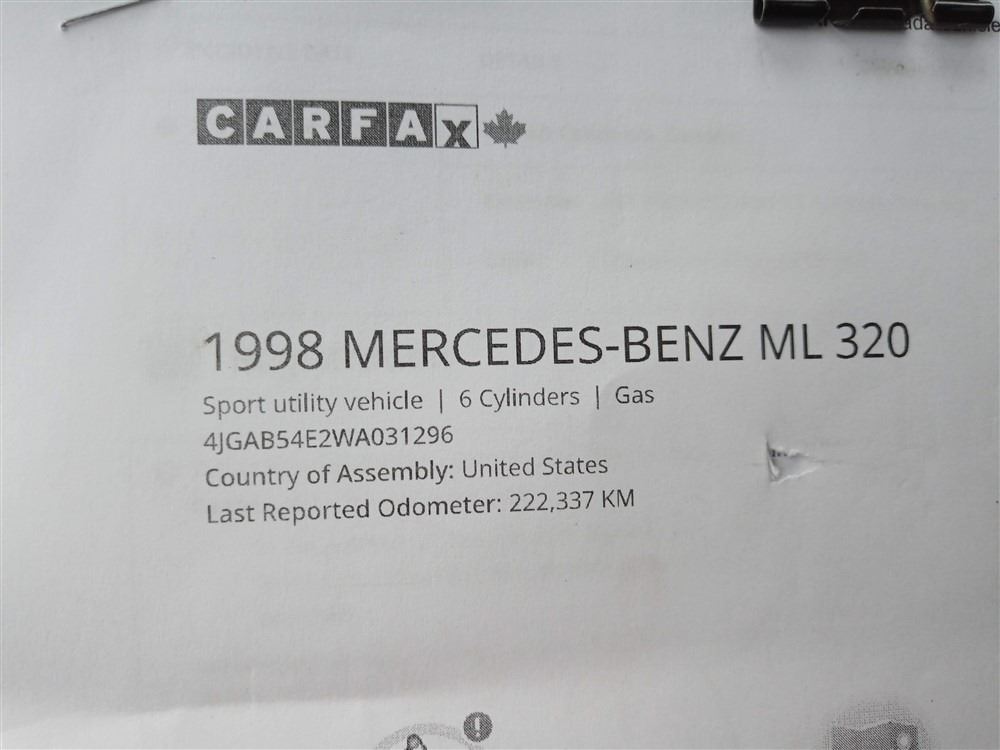 CARFAX
1998 MERCEDES-BENZ ML 320
Sport utility vehicle | 6 Cylinders | Gas
4JGAB54E2WA031296
Country of Assembly: United States
Last Reported Odometer: 222,337 KM